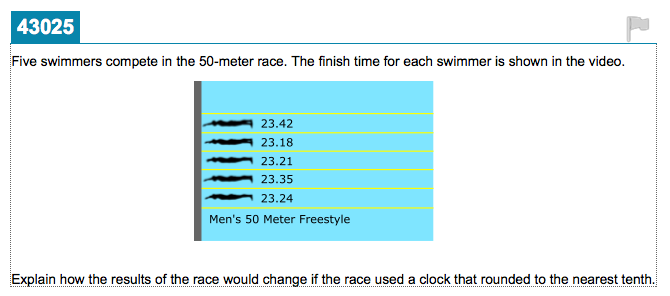 43025
Five swimmers compete in the 50-meter race. The finish time for each swimmer is shown in the video.
23.42
23.18
23.21
23.35
23.24
Men's 50 Meter Freestyle
Explain how the results of the race would change if the race used a clock that rounded to the nearest tenth.